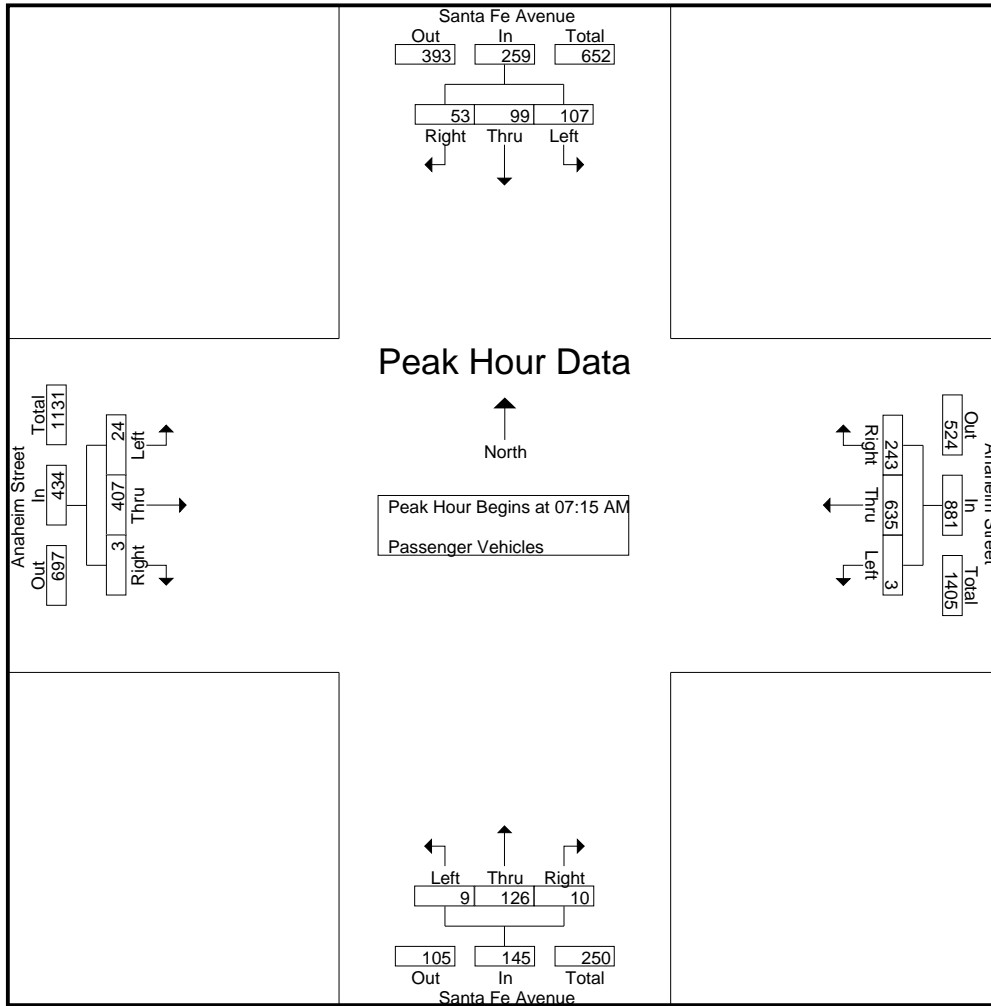 Santa Fe Avenue
Out In Total
393 259 652
53 99 107
Right Thru Left
Peak Hour Data
North
Peak Hour Begins at 07:15 AM
Passenger Vehicles
Anaheim Street
Total In Out
1131 434 697
24 407 3
Left Thru Right
Anaheim Street
Out In Total
524 881 1405
243 635 3
Right Thru Left
Left Thru Right
9 126 10
105 145 250
Out In Total
Santa Fe Avenue